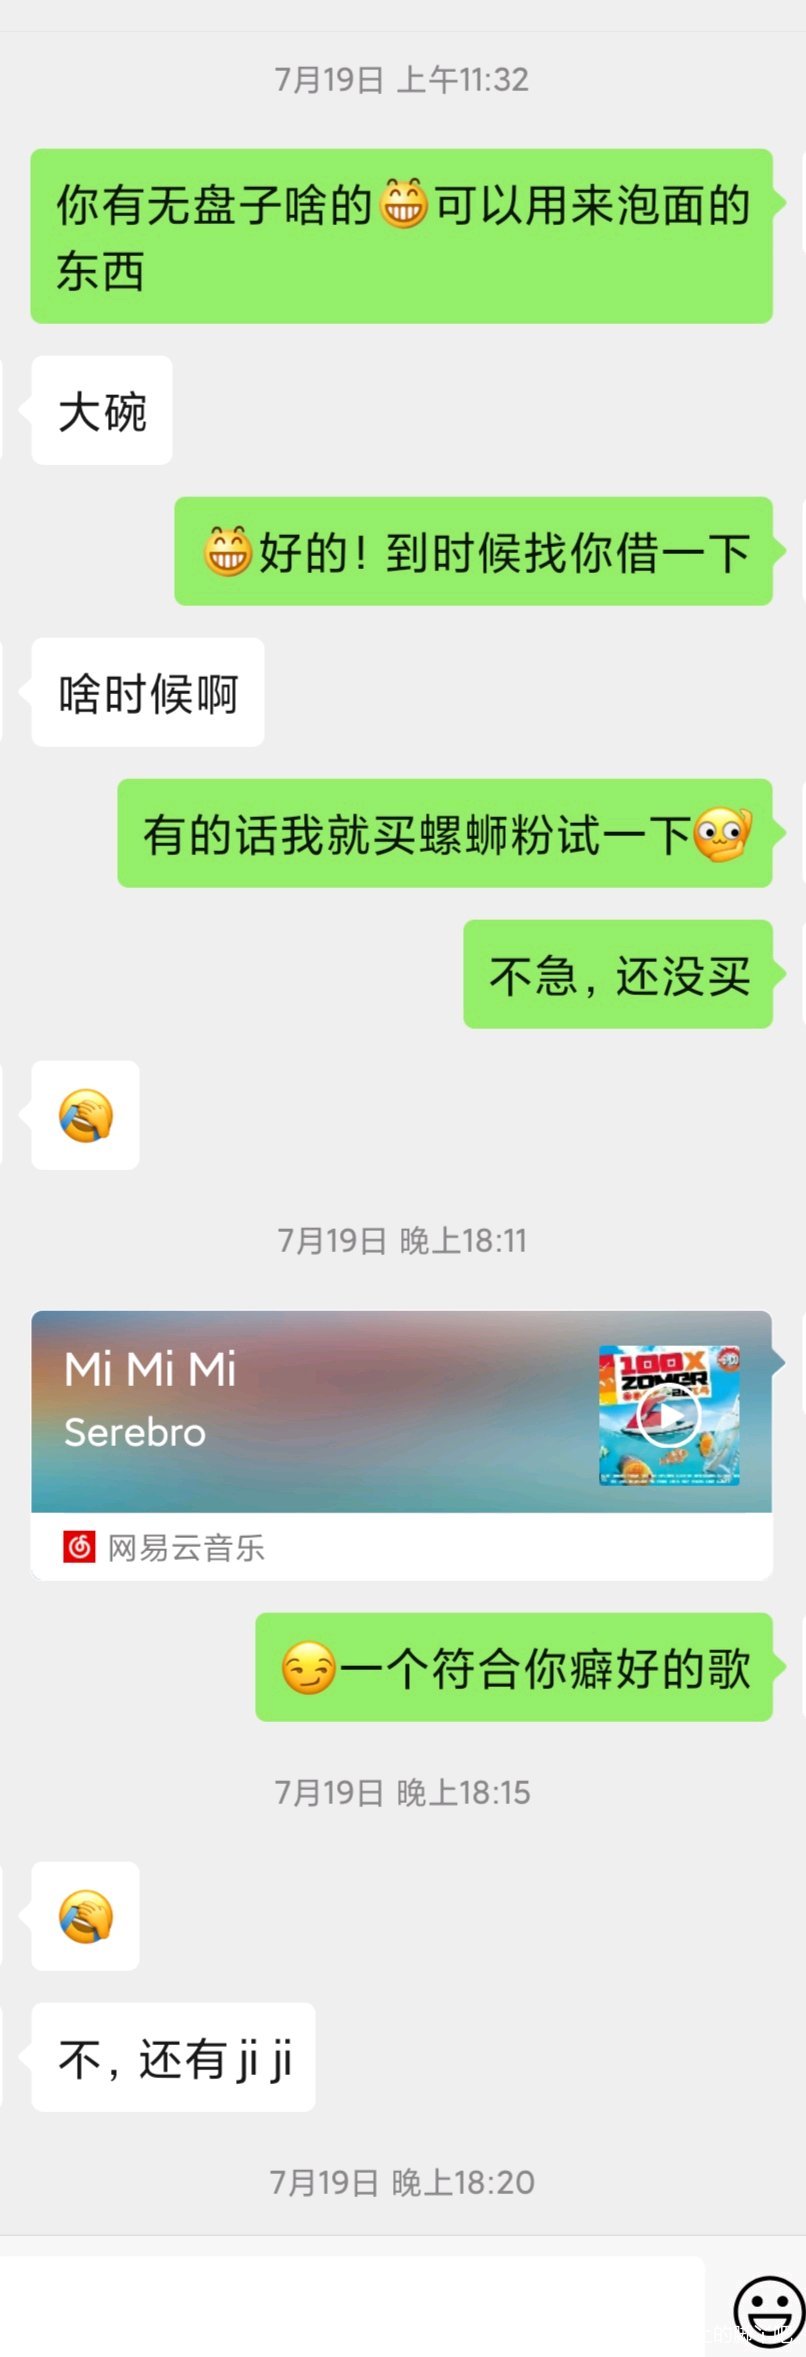 7月19日 上午11:32
你有无盘子啥的😁可以用来泡面的
东西
大碗
😁好的！到时候找你借一下
啥时候啊
有的话我就买螺蛳粉试一下
不急，还没买
7月19日 晚上18:11
Mi Mi Mi
Serebro
100X
ZOMER
网易云音乐
😏一个符合你癖好的歌
7月19日 晚上18:15
不，还有 ji ji
7月19日 晚上18:20